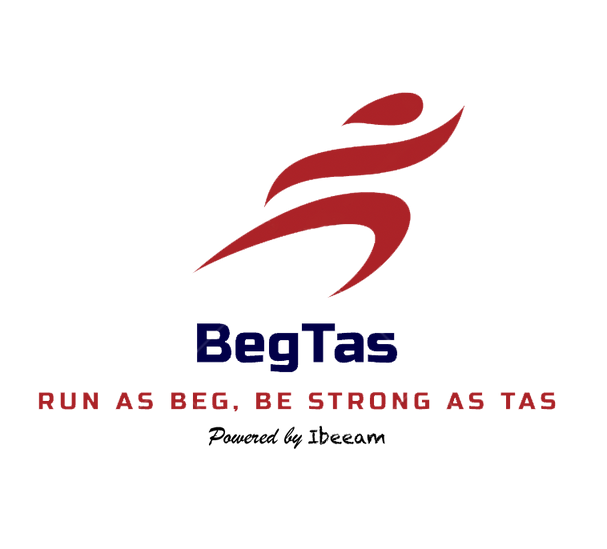 BegTas
RUN AS BEG, BE STRONG AS TAS
Powered by Ibeeam